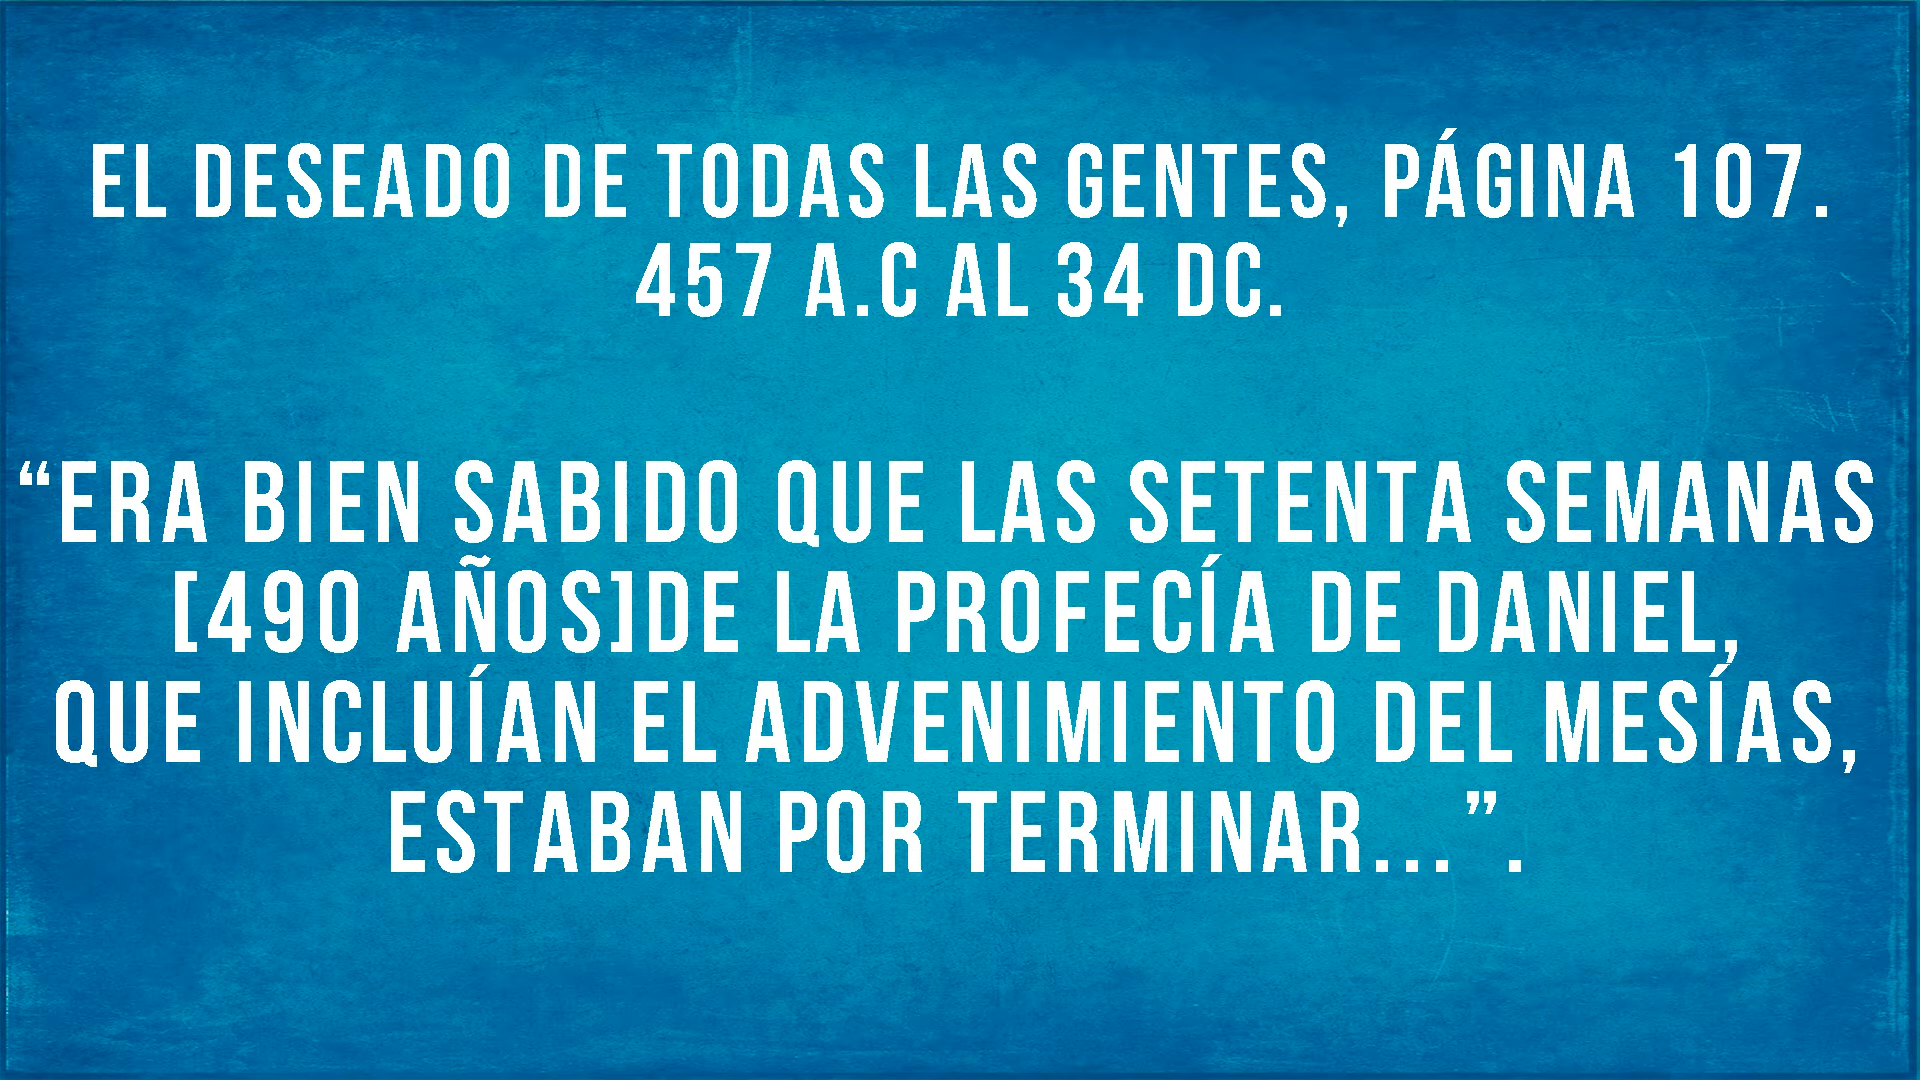 EL DESEADO DE TODAS LAS GENTES, PÁGINA 107.
457 A.C AL 34 DC.
“ERA BIEN SABIDO QUE LAS SETENTA SEMANAS
[490 AÑOS]DE LA PROFECÍA DE DANIEL,
QUE INCLUÍAN EL ADVENIMIENTO DEL MESÍAS,
ESTABAN POR TERMINAR...”.